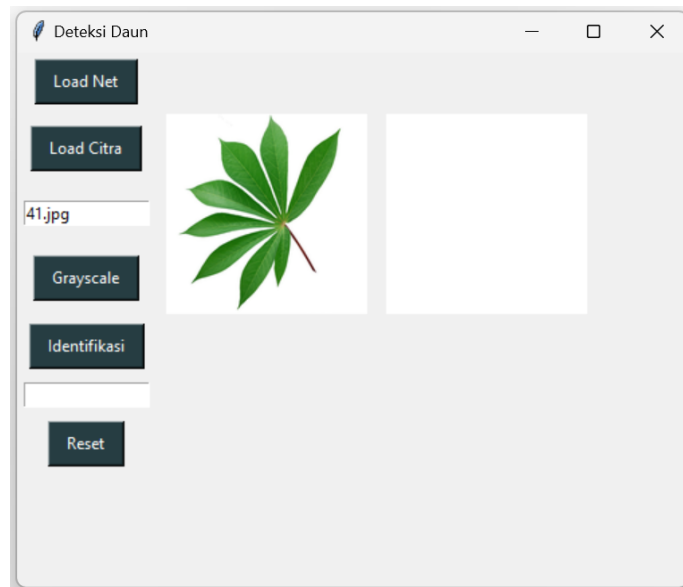 Deteksi Daun
Load Net
Load Citra
41.jpg
Grayscale
Identifikasi
Reset